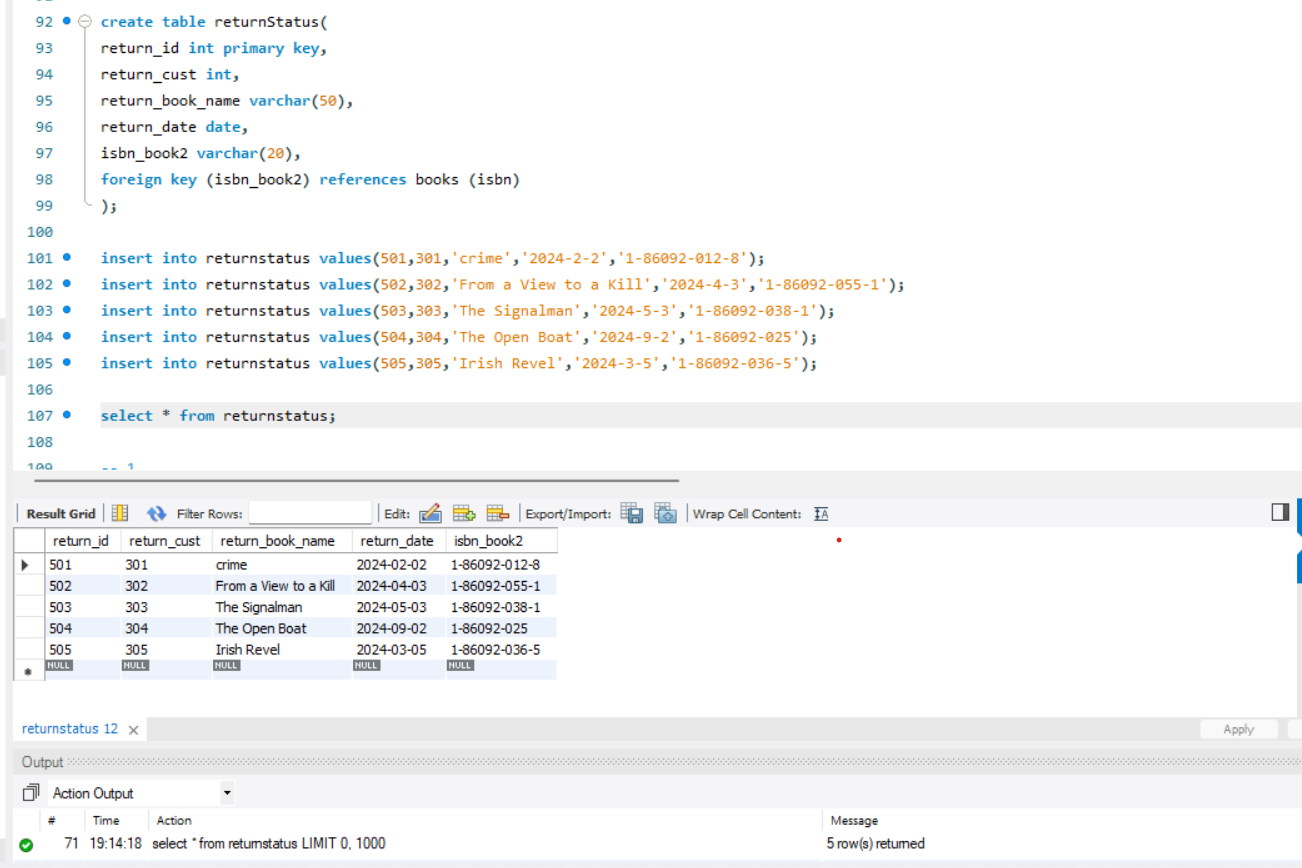 92 create table returnStatus(
93 return_id int primary key,
94 return_cust int,
95 return_book_name varchar(50),
96 return_date date,
97 isbn_book2 varchar(20),
98 foreign key (isbn_book2) references books (isbn)
99 );
100
101 insert into returnstatus values(501,301,'crime','2024-2-2','1-86092-012-8');
102 insert into returnstatus values(502,302,'From a View to a Kill','2024-4-3','1-86092-055-1');
103 insert into returnstatus values(503,303,'The Signalman','2024-5-3','1-86092-038-1');
104 insert into returnstatus values(504,304,'The Open Boat','2024-9-2','1-86092-025');
105 insert into returnstatus values(505,305,'Irish Revel','2024-3-5','1-86092-036-5');
106
107 select * from returnstatus;
108
109 -- 1
Result Grid Filter Rows: Edit: Export/Import: Wrap Cell Content:
return_id return_cust return_book_name return_date isbn_book2
501 301 crime 2024-02-02 1-86092-012-8
502 302 From a View to a Kill 2024-04-03 1-86092-055-1
503 303 The Signalman 2024-05-03 1-86092-038-1
504 304 The Open Boat 2024-09-02 1-86092-025
505 305 Irish Revel 2024-03-05 1-86092-036-5
NULL NULL NULL NULL NULL
returnstatus 12 Apply
Output
Action Output
# Time Action Message
71 19:14:18 select * from returnstatus LIMIT 0, 1000 5 row(s) returned